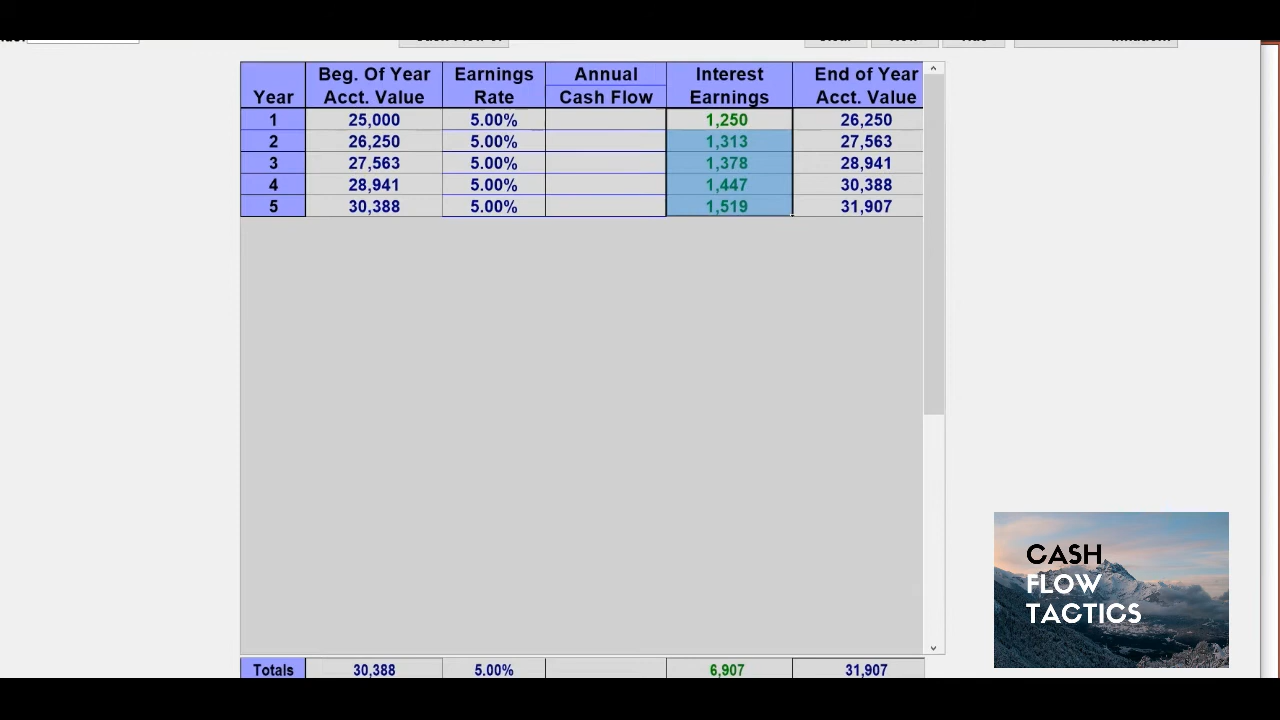 Beg. Of Year Earnings Annual Interest End of Year
Year Acct. Value Rate Cash Flow Earnings Acct. Value
1 25,000 5.00% 1,250 26,250
2 26,250 5.00% 1,313 27,563
3 27,563 5.00% 1,378 28,941
4 28,941 5.00% 1,447 30,388
5 30,388 5.00% 1,519 31,907
Totals 30,388 5.00% 6,907 31,907
CASH
FLOW
TACTICS